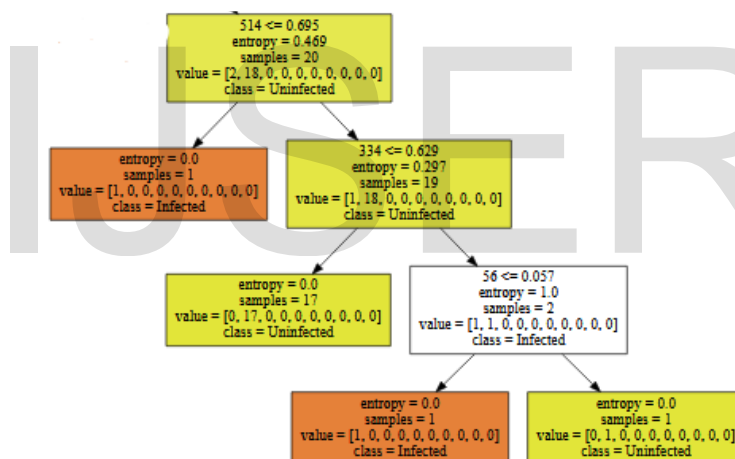 IJSER
514 <= 0.695
entropy = 0.469
samples = 20
value = [2, 18, 0, 0, 0, 0, 0, 0, 0, 0]
class = Uninfected
entropy = 0.0
samples = 1
value = [1, 0, 0, 0, 0, 0, 0, 0, 0, 0]
class = Infected
334 <= 0.629
entropy = 0.297
samples = 19
value = [1, 18, 0, 0, 0, 0, 0, 0, 0, 0]
class = Uninfected
entropy = 0.0
samples = 17
value = [0, 17, 0, 0, 0, 0, 0, 0, 0, 0]
class = Uninfected
56 <= 0.057
entropy = 1.0
samples = 2
value = [1, 1, 0, 0, 0, 0, 0, 0, 0, 0]
class = Infected
entropy = 0.0
samples = 1
value = [1, 0, 0, 0, 0, 0, 0, 0, 0, 0]
class = Infected
entropy = 0.0
samples = 1
value = [0, 1, 0, 0, 0, 0, 0, 0, 0, 0]
class = Uninfected